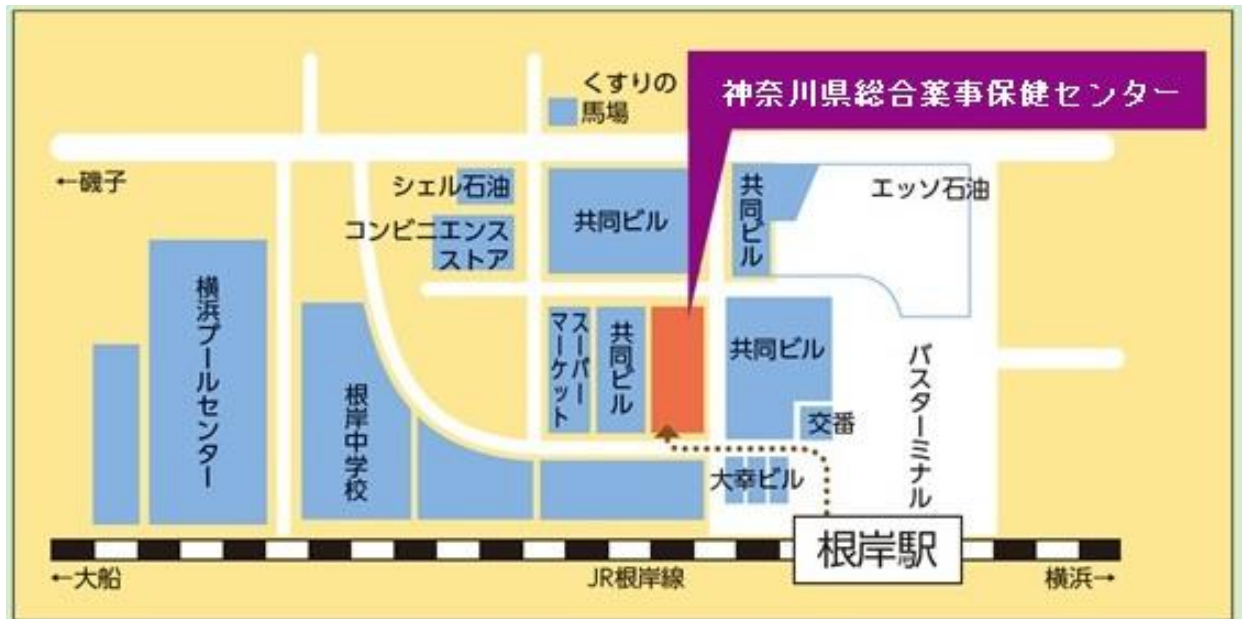 くすりの
馬場
神奈川県総合薬事保健センター
←磯子
シェル石油
コンビニエンス
ストア
共同ビル
共同ビル
エッソ石油
横浜プールセンター
根岸中学校
スーパー
マーケット
共同ビル
共同ビル
交番
バスターミナル
大幸ビル
根岸駅
←大船
JR根岸線
横浜→